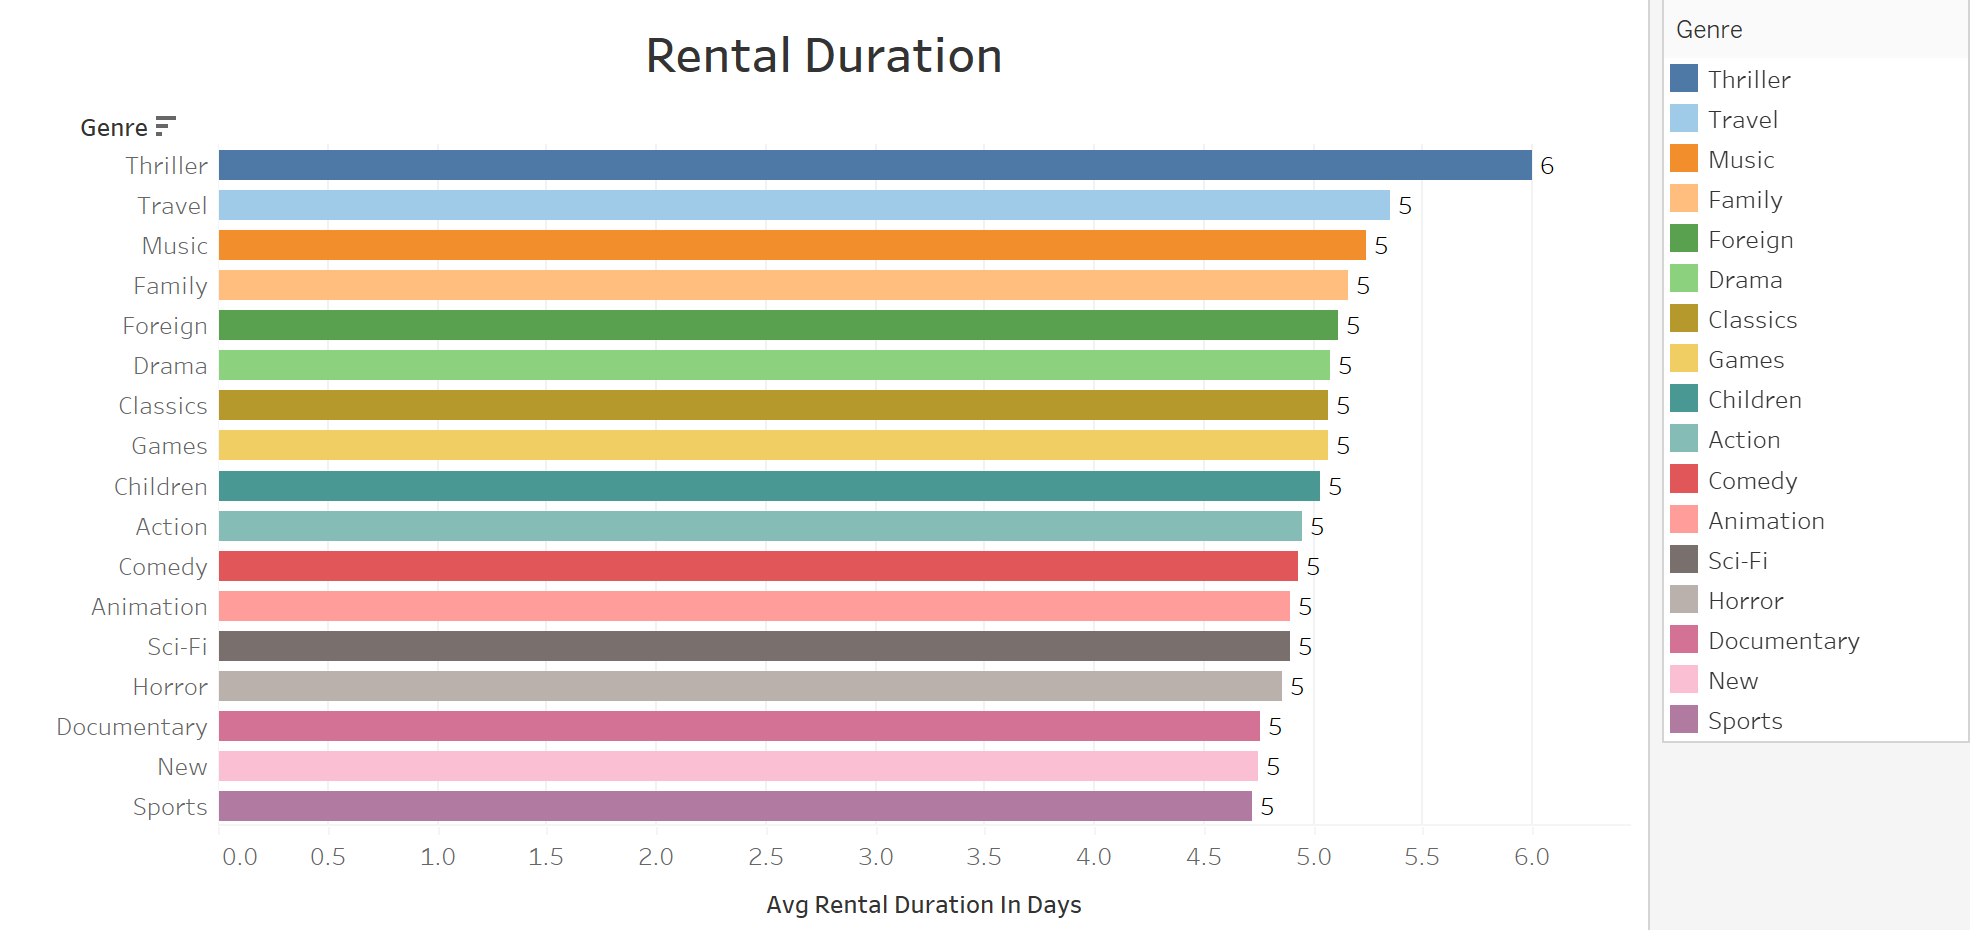 Rental Duration
Genre
Thriller 6
Travel 5
Music 5
Family 5
Foreign 5
Drama 5
Classics 5
Games 5
Children 5
Action 5
Comedy 5
Animation 5
Sci-Fi 5
Horror 5
Documentary 5
New 5
Sports 5
0.0 0.5 1.0 1.5 2.0 2.5 3.0 3.5 4.0 4.5 5.0 5.5 6.0
Avg Rental Duration In Days
Genre
Thriller
Travel
Music
Family
Foreign
Drama
Classics
Games
Children
Action
Comedy
Animation
Sci-Fi
Horror
Documentary
New
Sports